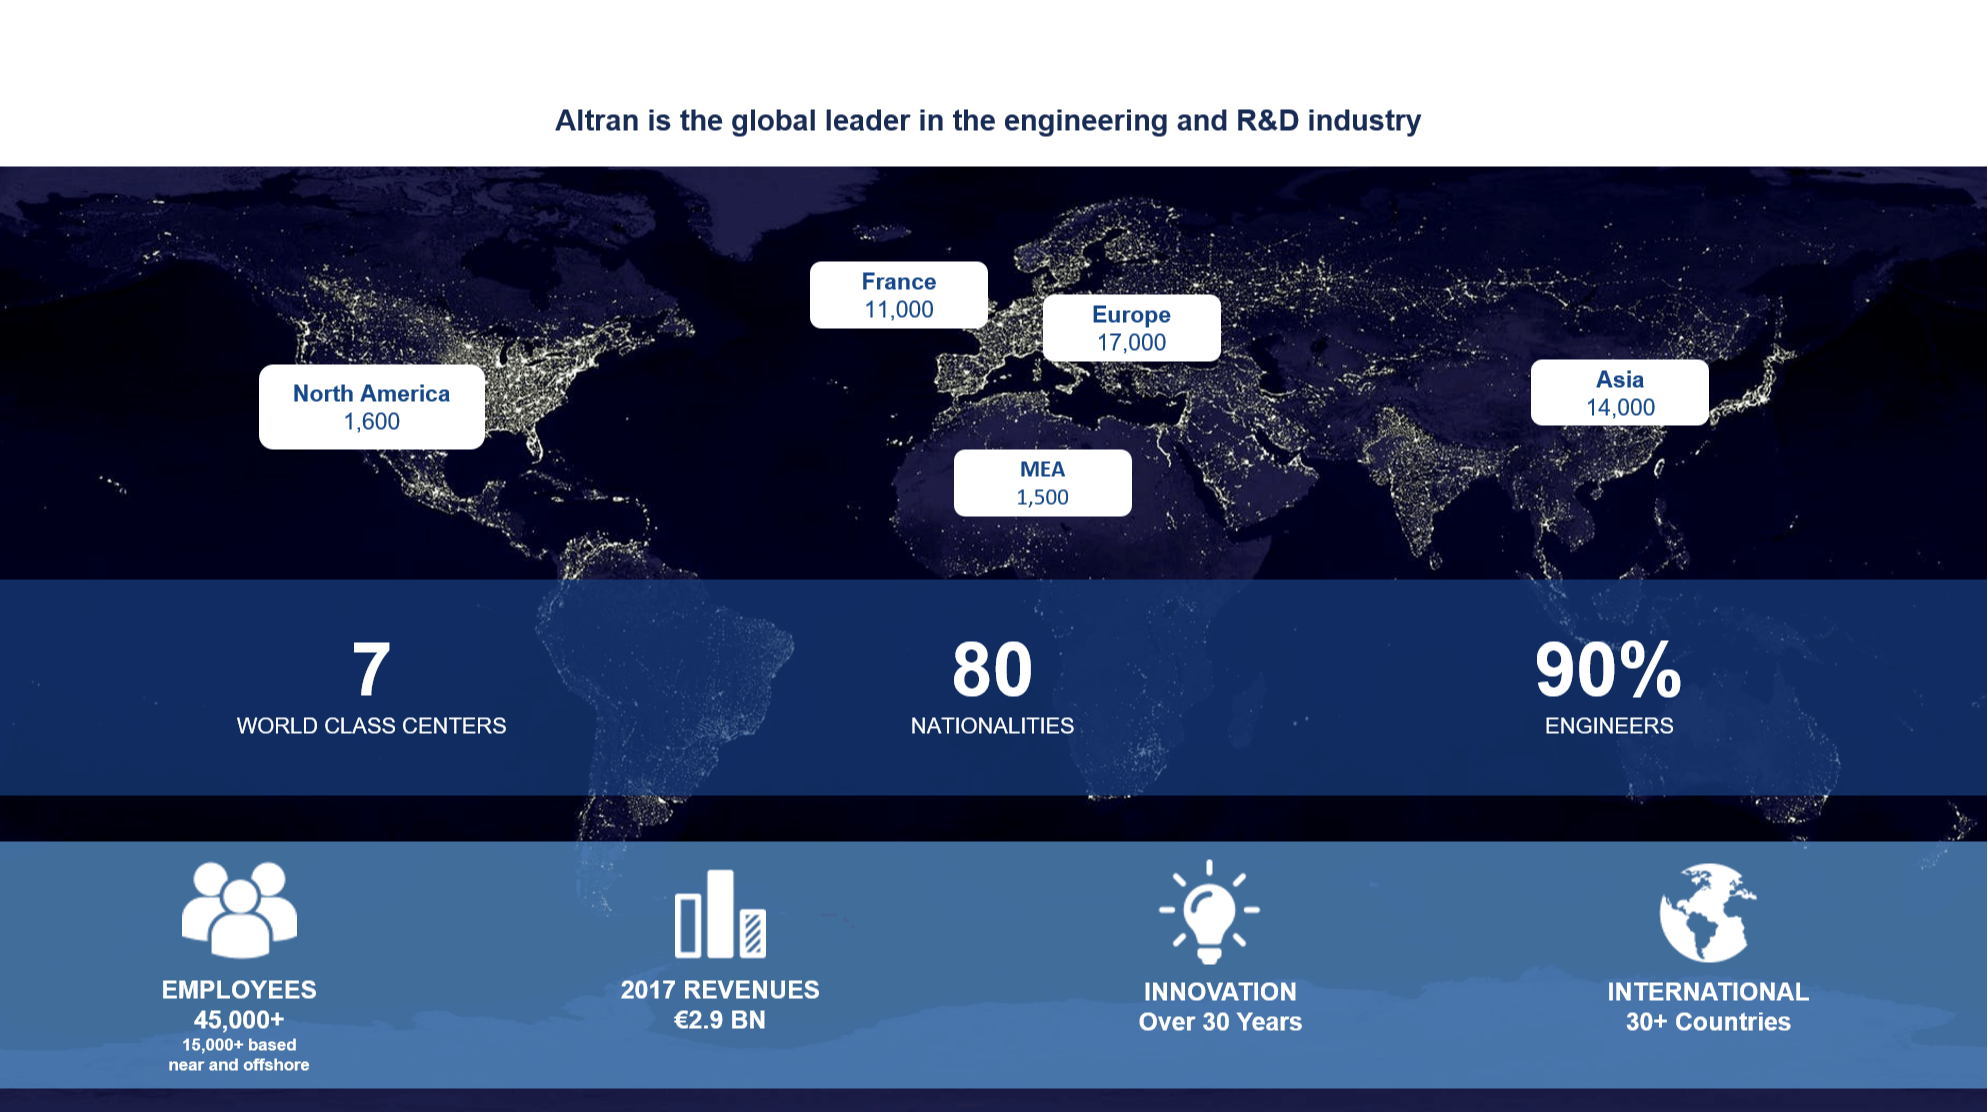 Altran is the global leader in the engineering and R&D industry
France
11,000
Europe
17,000
North America
1,600
Asia
14,000
MEA
1,500
7
WORLD CLASS CENTERS
80
NATIONALITIES
90%
ENGINEERS
EMPLOYEES
45,000+
15,000+ based
near and offshore
2017 REVENUES
€2.9 BN
INNOVATION
Over 30 Years
INTERNATIONAL
30+ Countries